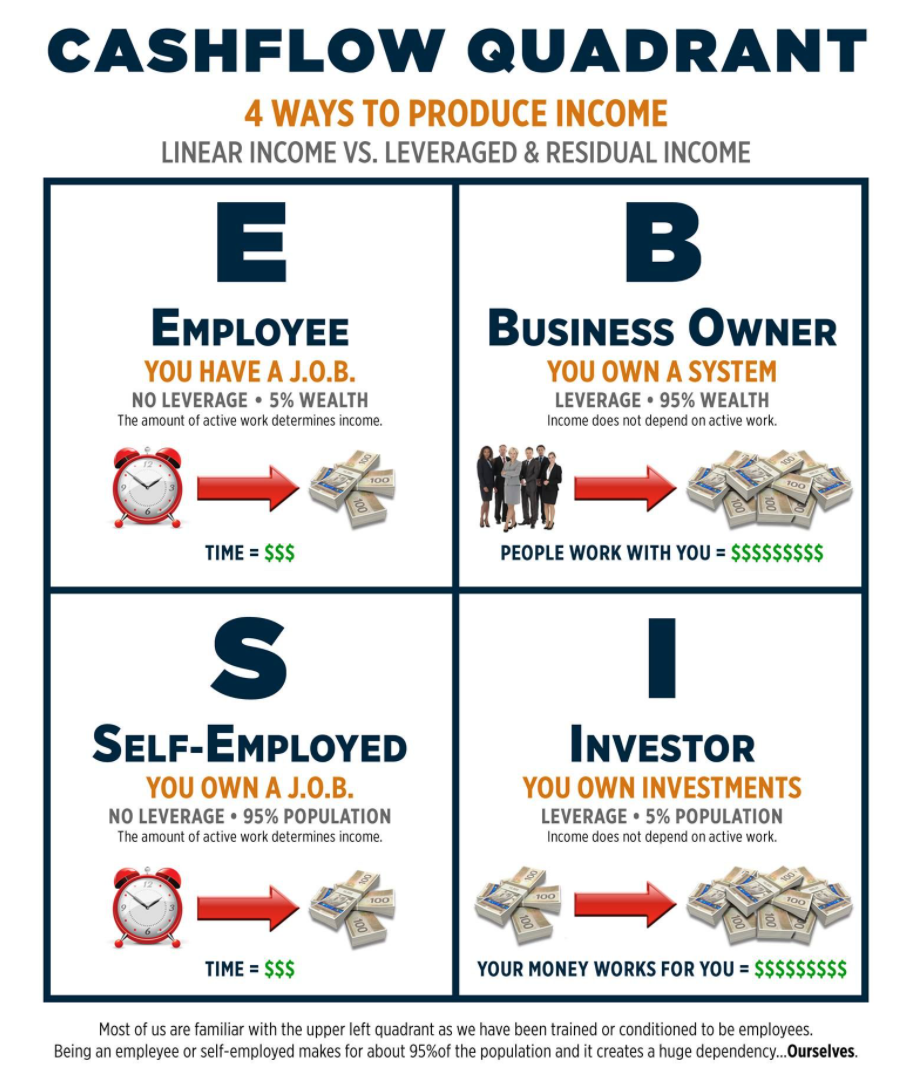 CASHFLOW QUADRANT
4 WAYS TO PRODUCE INCOME
LINEAR INCOME VS. LEVERAGED & RESIDUAL INCOME
E
EMPLOYEE
YOU HAVE A J.O.B.
NO LEVERAGE • 5% WEALTH
The amount of active work determines income.
TIME = $$$
B
BUSINESS OWNER
YOU OWN A SYSTEM
LEVERAGE • 95% WEALTH
Income does not depend on active work.
PEOPLE WORK WITH YOU = $$$$$$$$$
S
SELF-EMPLOYED
YOU OWN A J.O.B.
NO LEVERAGE • 95% POPULATION
The amount of active work determines income.
TIME = $$$
I
INVESTOR
YOU OWN INVESTMENTS
LEVERAGE • 5% POPULATION
Income does not depend on active work.
YOUR MONEY WORKS FOR YOU = $$$$$$$$$
Most of us are familiar with the upper left quadrant as we have been trained or conditioned to be employees.
Being an empleyee or self-employed makes for about 95%of the population and it creates a huge dependency...Ourselves.